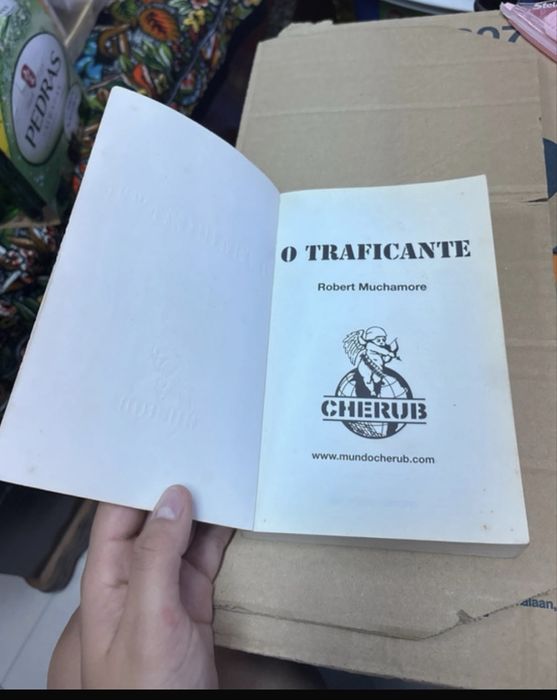 PEDRAS
O TRAFICANTE
Robert Muchamore
CHERUB
www.mundocherub.com